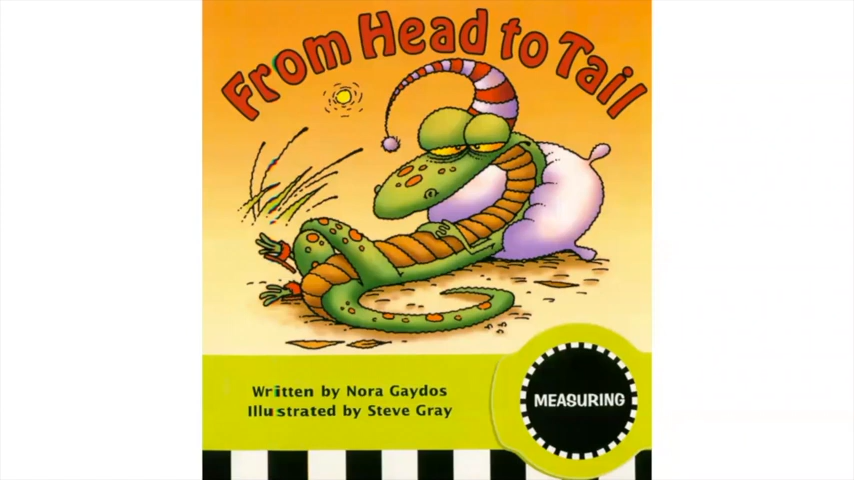 From Head to Tail
Written by Nora Gaydos
Illustrated by Steve Gray
MEASURING